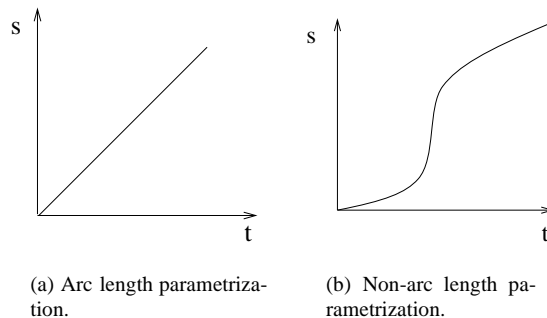 s
t
(a) Arc length parametriza-
tion.
s
t
(b) Non-arc length pa-
rametrization.